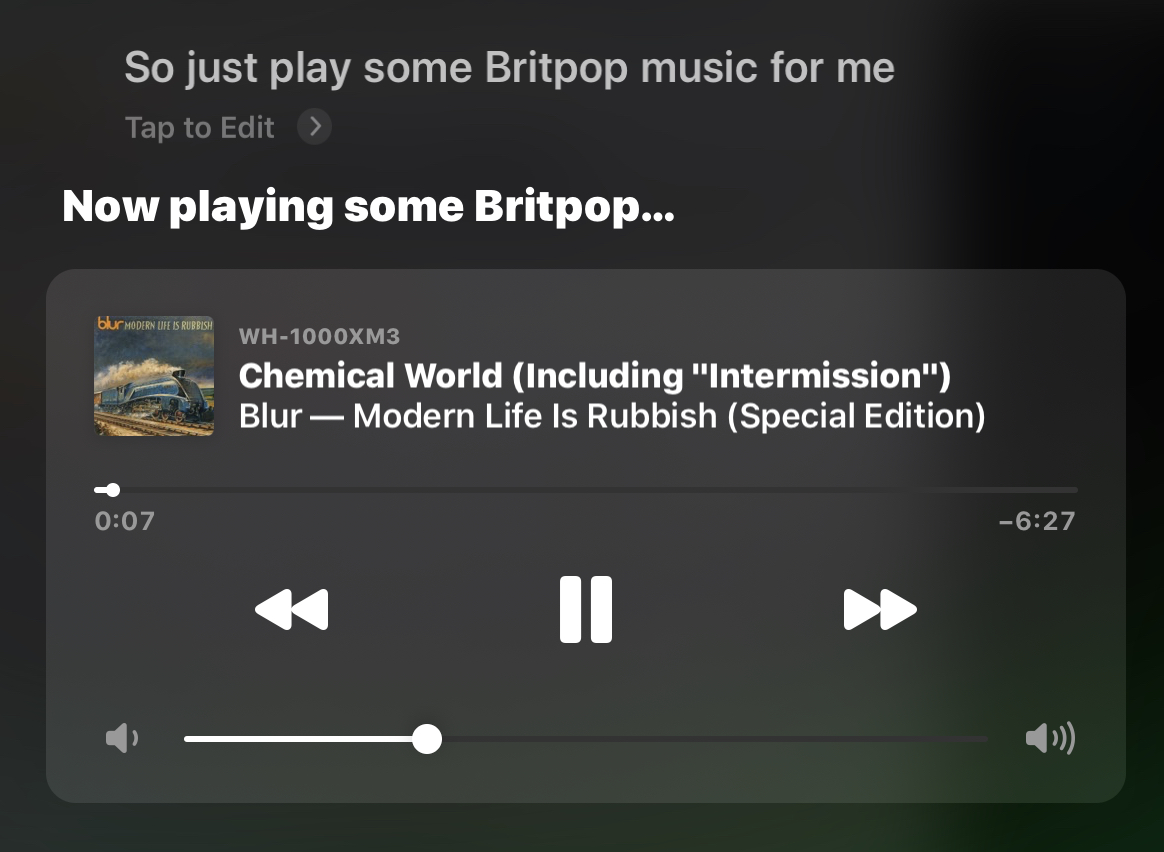 So just play some Britpop music for me
Tap to Edit
Now playing some Britpop...
blur MODERN LIFE IS RUBBISH
WH-1000XM3
Chemical World (Including "Intermission")
Blur — Modern Life Is Rubbish (Special Edition)
0:07
–6:27